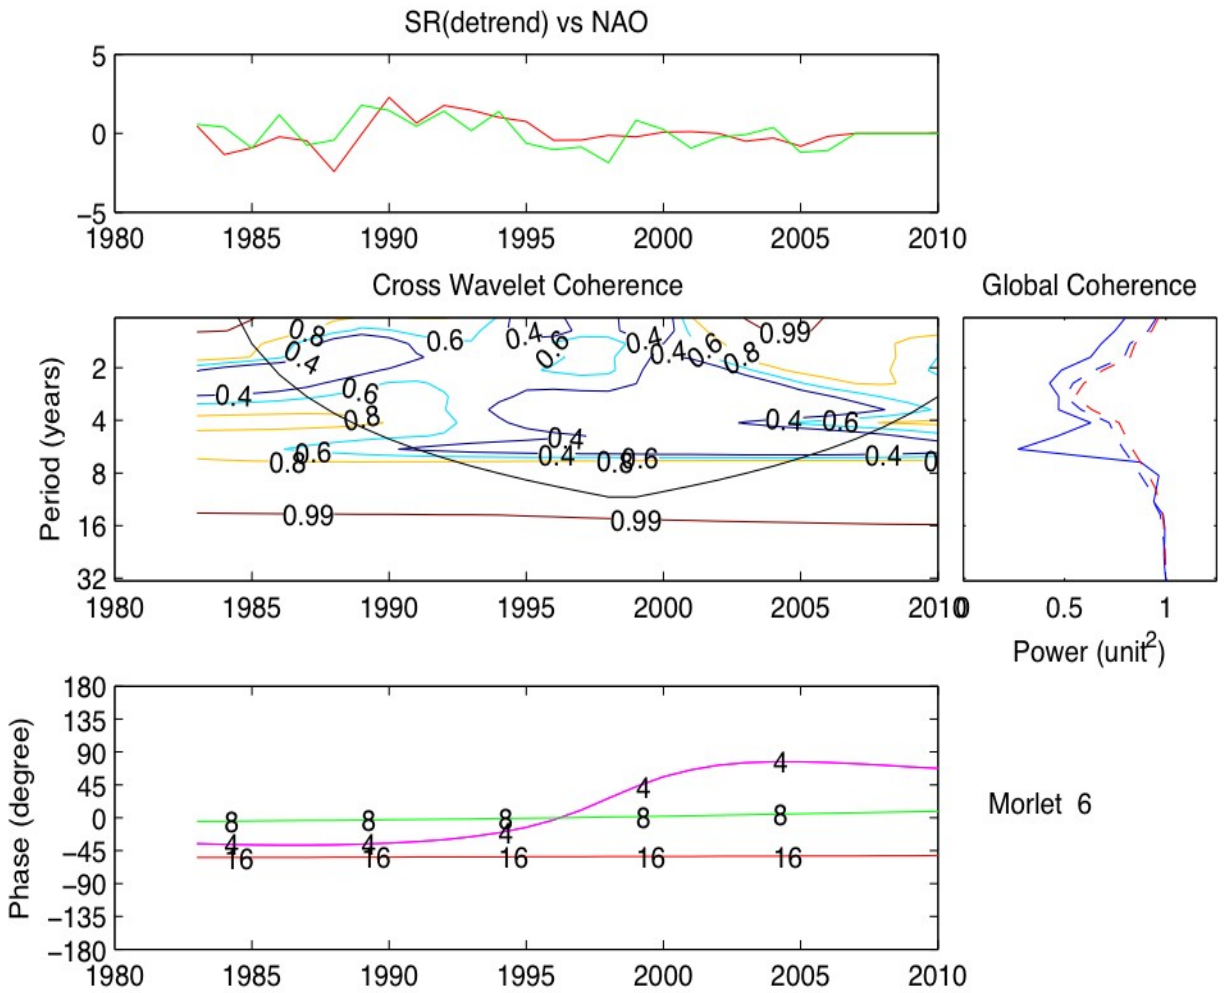 SR(detrend) vs NAO
5
0
−5
1980 1985 1990 1995 2000 2005 2010
Cross Wavelet Coherence
Global Coherence
Period (years)
2
4
8
16
32
0.8 0.6 0.4 0.6 0.4 0.4 0.6 0.8 0.99
0.4
0.4 0.6
0.8 0.4 0.6
0.4
0.8 0.6 0.4 0.8 0.6 0.4 0
0.99 0.99
1980 1985 1990 1995 2000 2005 2010
0 0.5 1
Power (unit2)
Phase (degree)
180
135
90
45
0
−45
−90
−135
−180
4
4
8 8 8 8 8
4 4 4
16 16 16 16 16
1980 1985 1990 1995 2000 2005 2010
Morlet 6